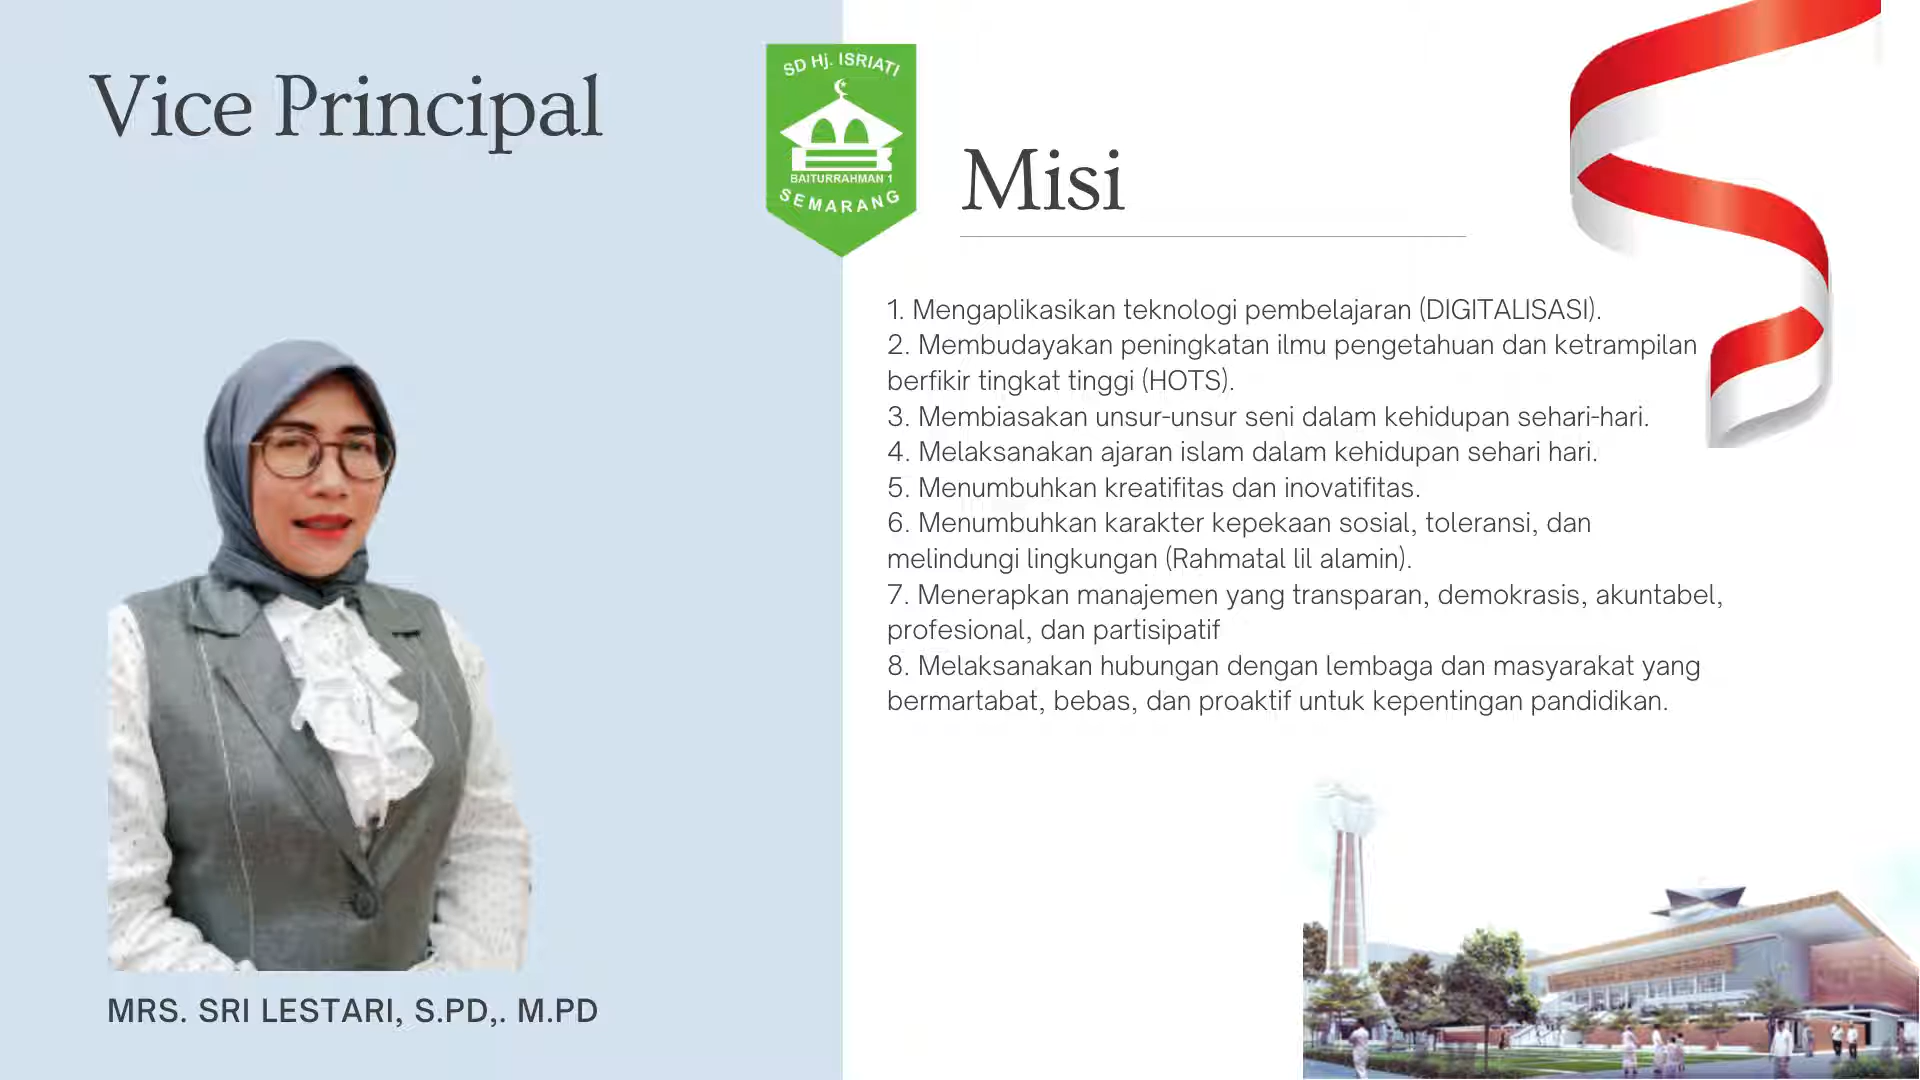 Vice Principal
SD Hj. ISRIATI
BAITURRAHMAN 1
SEMARANG
Misi
1. Mengaplikasikan teknologi pembelajaran (DIGITALISASI).
2. Membudayakan peningkatan ilmu pengetahuan dan ketrampilan
berfikir tingkat tinggi (HOTS).
3. Membiasakan unsur-unsur seni dalam kehidupan sehari-hari.
4. Melaksanakan ajaran islam dalam kehidupan sehari hari.
5. Menumbuhkan kreatifitas dan inovatifitas.
6. Menumbuhkan karakter kepekaan sosial, toleransi, dan
melindungi lingkungan (Rahmatal lil alamin).
7. Menerapkan manajemen yang transparan, demokrasis, akuntabel,
profesional, dan partisipatif
8. Melaksanakan hubungan dengan lembaga dan masyarakat yang
bermartabat, bebas, dan proaktif untuk kepentingan pandidikan.
MRS. SRI LESTARI, S.PD,. M.PD